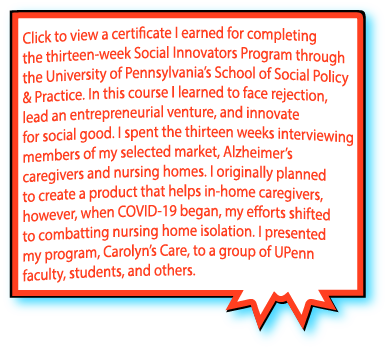 Click to view a certificate I earned for completing
the thirteen-week Social Innovators Program through
the University of Pennsylvania's School of Social Policy
& Practice. In this course I learned to face rejection,
lead an entrepreneurial venture, and innovate
for social good. I spent the thirteen weeks interviewing
members of my selected market, Alzheimer's
caregivers and nursing homes. I originally planned
to create a product that helps in-home caregivers,
however, when COVID-19 began, my efforts shifted
to combatting nursing home isolation. I presented
my program, Carolyn's Care, to a group of UPenn
faculty, students, and others.